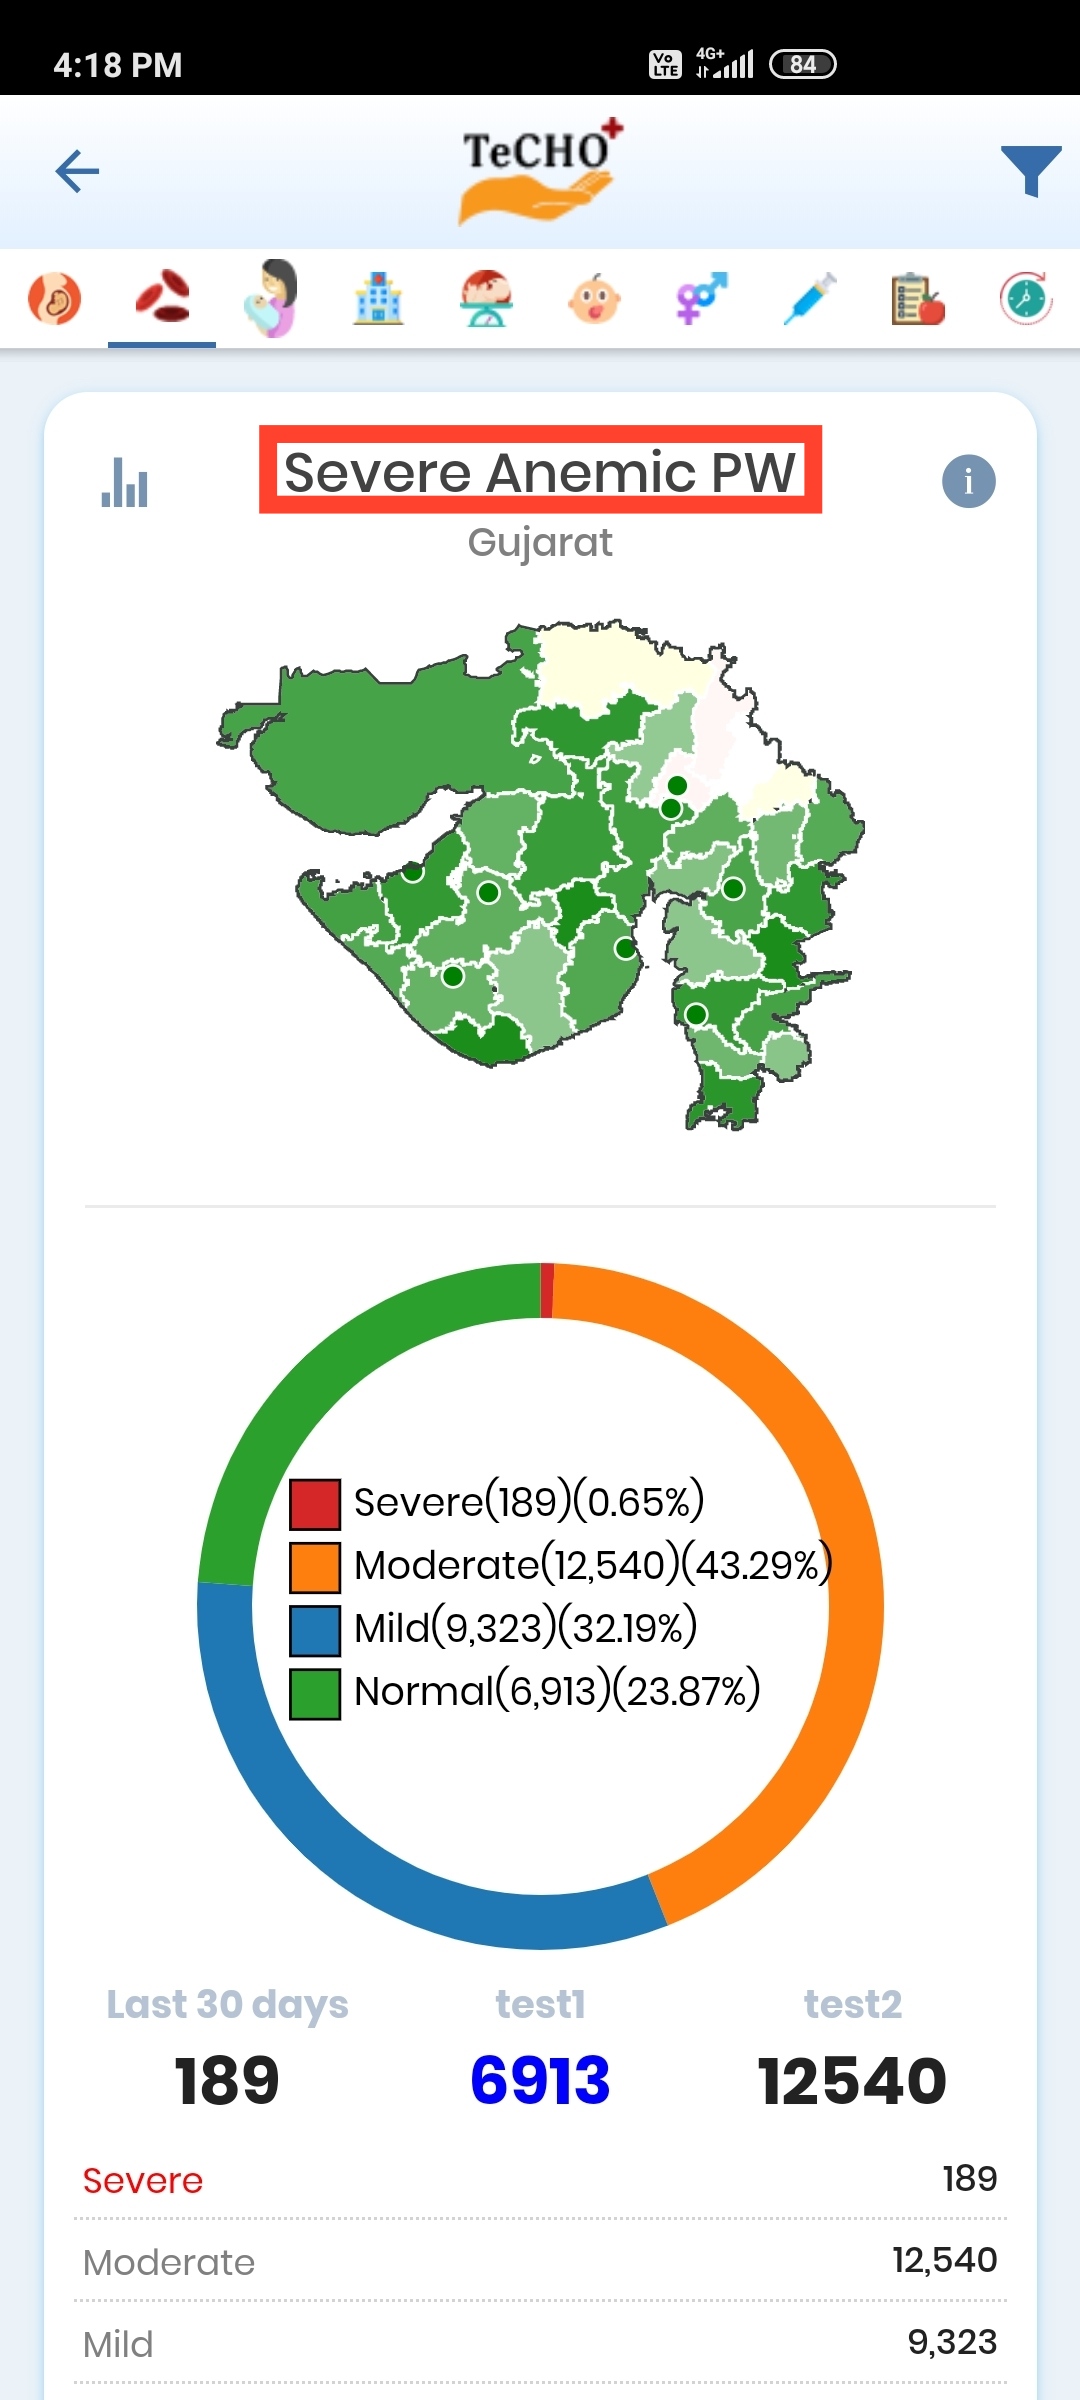 4:18 PM
Vo LTE 4G+ 84
TeCHO+
Severe Anemic PW
i
Gujarat
Severe(189)(0.65%)
Moderate(12,540)(43.29%)
Mild(9,323)(32.19%)
Normal(6,913)(23.87%)
Last 30 days test1 test2
189 6913 12540
Severe 189
Moderate 12,540
Mild 9,323